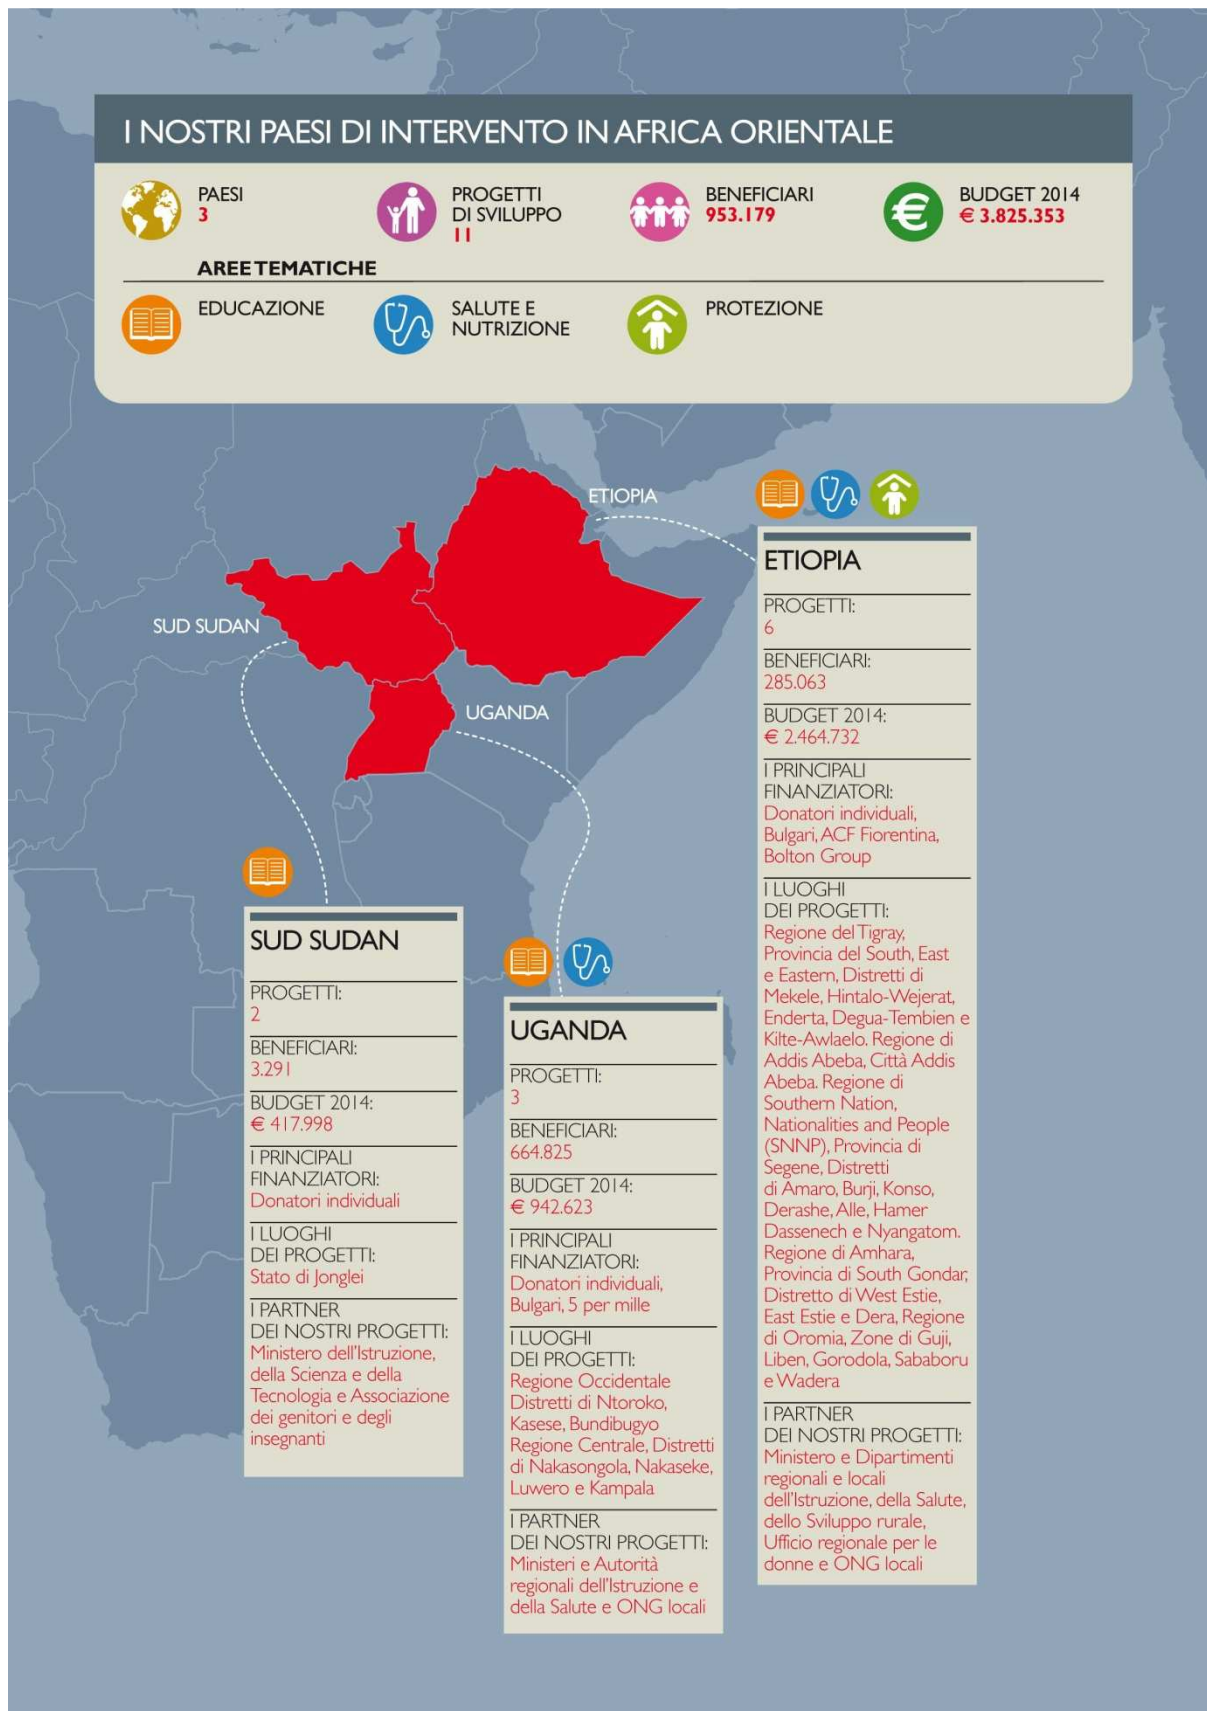 I NOSTRI PAESI DI INTERVENTO IN AFRICA ORIENTALE
PAESI
3
PROGETTI
DI SVILUPPO
11
BENEFICIARI
953.179
BUDGET 2014
€ 3.825.353
AREE TEMATICHE
EDUCAZIONE
SALUTE E
NUTRIZIONE
PROTEZIONE
ETIOPIA
SUD SUDAN
UGANDA
ETIOPIA
PROGETTI:
6
BENEFICIARI:
285.063
BUDGET 2014:
€ 2.464.732
I PRINCIPALI
FINANZIATORI:
Donatori individuali,
Bulgari, ACF Fiorentina,
Bolton Group
I LUOGHI
DEI PROGETTI:
Regione del Tigray,
Provincia del South, East
e Eastern, Distretti di
Mekele, Hintalo-Wejerat,
Enderta, Degua-Tembien e
Kilte-Awlaelo. Regione di
Addis Abeba, Città Addis
Abeba. Regione di
Southern Nation,
Nationalities and People
(SNNP), Provincia di
Segene, Distretti
di Amaro, Burji, Konso,
Derashe, Alle, Hamer
Dassenech e Nyangatom.
Regione di Amhara,
Provincia di South Gondar,
Distretto di West Estie,
East Estie e Dera, Regione
di Oromia, Zone di Guji,
Liben, Gorodola, Sababoru
e Wadera
I PARTNER
DEI NOSTRI PROGETTI:
Ministero e Dipartimenti
regionali e locali
dell'Istruzione, della Salute,
dello Sviluppo rurale,
Ufficio regionale per le
donne e ONG locali
SUD SUDAN
PROGETTI:
2
BENEFICIARI:
3.291
BUDGET 2014:
€ 417.998
I PRINCIPALI
FINANZIATORI:
Donatori individuali
I LUOGHI
DEI PROGETTI:
Stato di Jonglei
I PARTNER
DEI NOSTRI PROGETTI:
Ministero dell'Istruzione,
della Scienza e della
Tecnologia e Associazione
dei genitori e degli
insegnanti
UGANDA
PROGETTI:
3
BENEFICIARI:
664.825
BUDGET 2014:
€ 942.623
I PRINCIPALI
FINANZIATORI:
Donatori individuali,
Bulgari, 5 per mille
I LUOGHI
DEI PROGETTI:
Regione Occidentale
Distretti di Ntoroko,
Kasese, Bundibugyo
Regione Centrale, Distretti
di Nakasongola, Nakaseke,
Luwero e Kampala
I PARTNER
DEI NOSTRI PROGETTI:
Ministeri e Autorità
regionali dell'Istruzione e
della Salute e ONG locali